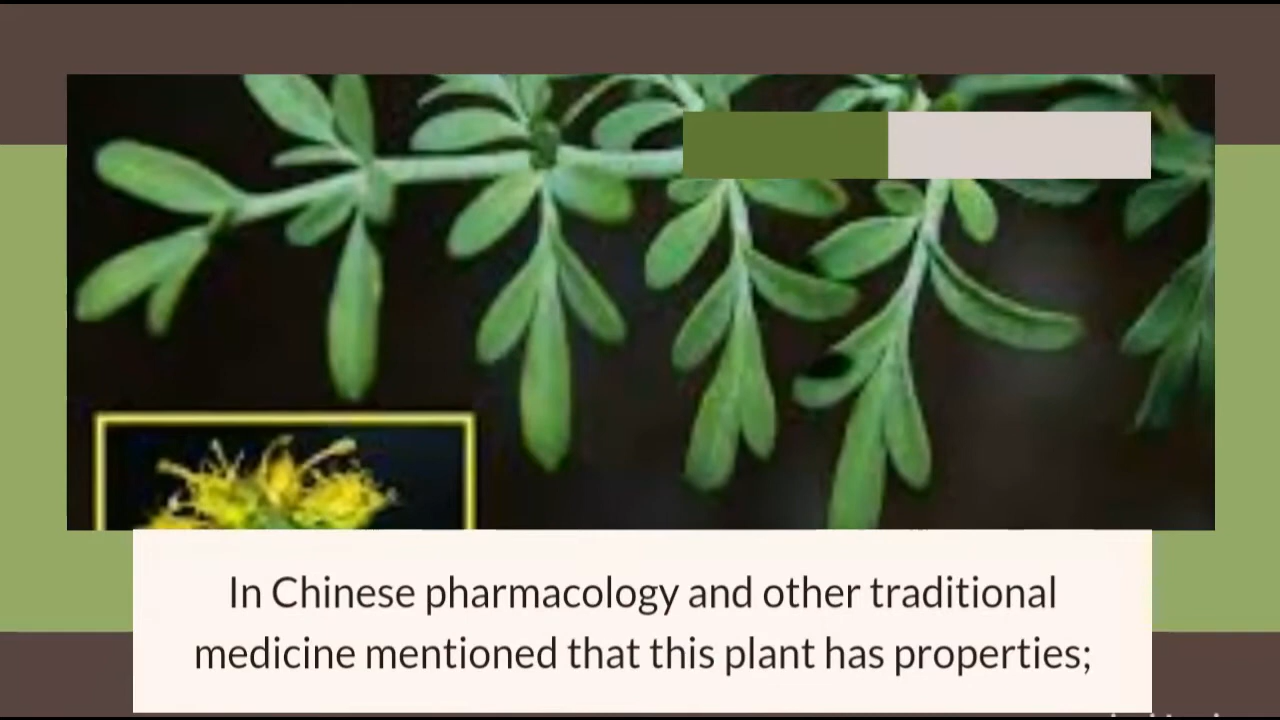 In Chinese pharmacology and other traditional
medicine mentioned that this plant has properties;